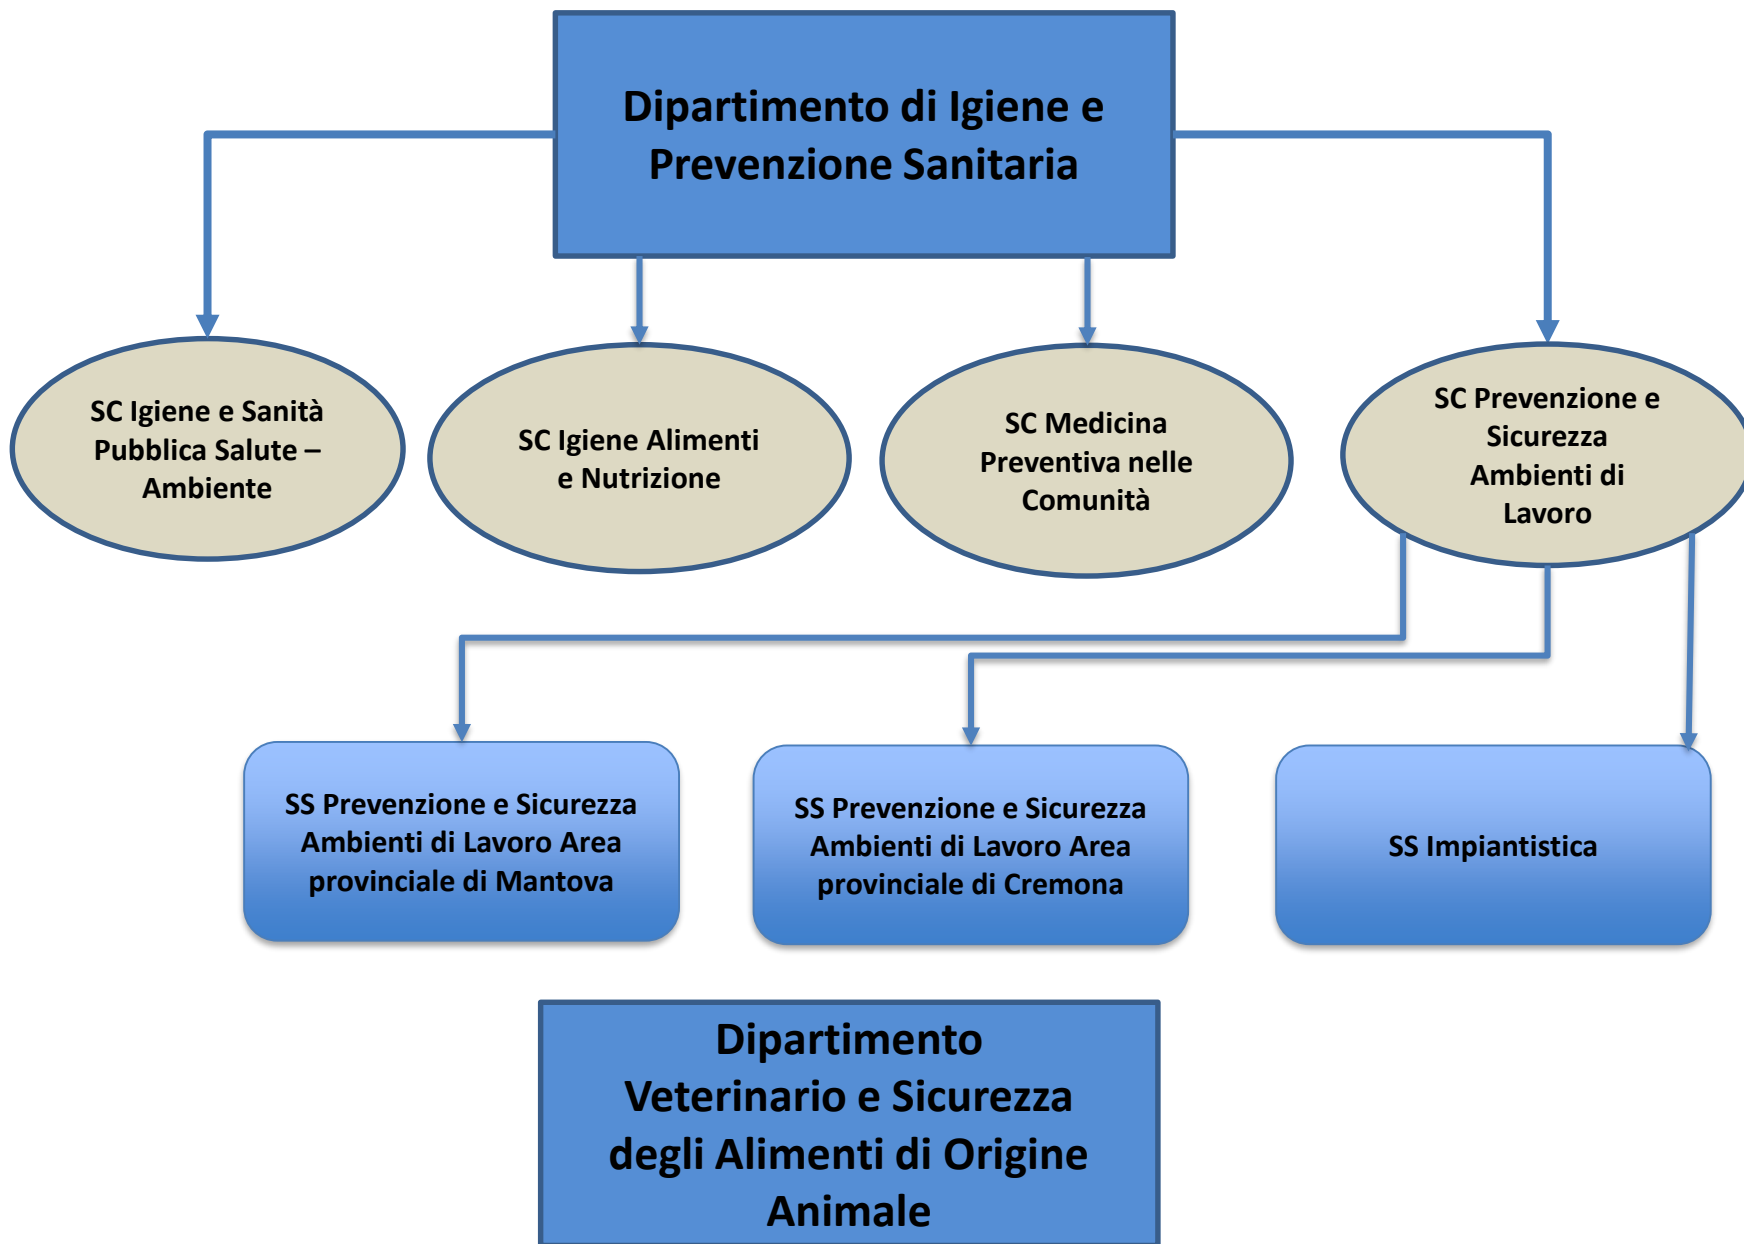 Dipartimento di Igiene e
Prevenzione Sanitaria
SC Igiene e Sanità
Pubblica Salute –
Ambiente
SC Igiene Alimenti
e Nutrizione
SC Medicina
Preventiva nelle
Comunità
SC Prevenzione e
Sicurezza
Ambienti di
Lavoro
SS Prevenzione e Sicurezza
Ambienti di Lavoro Area
provinciale di Mantova
SS Prevenzione e Sicurezza
Ambienti di Lavoro Area
provinciale di Cremona
SS Impiantistica
Dipartimento
Veterinario e Sicurezza
degli Alimenti di Origine
Animale